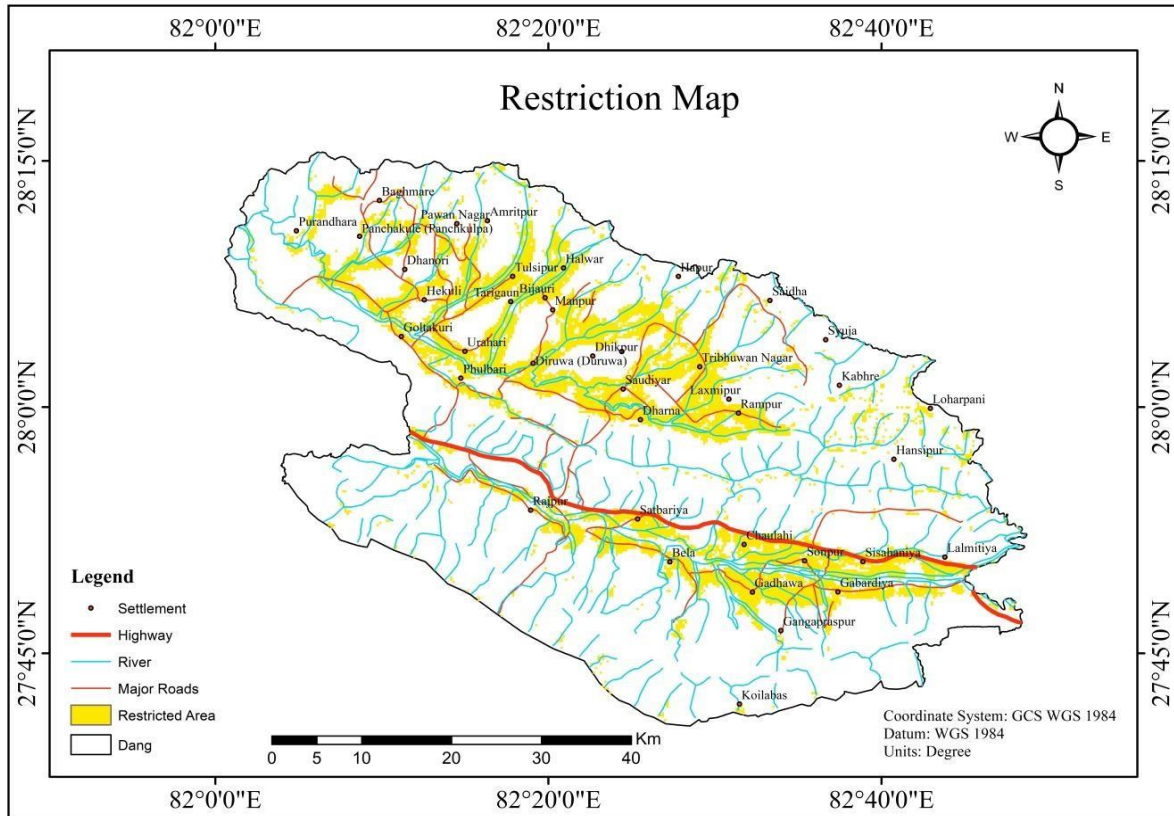 82°0'0"E 82°20'0"E 82°40'0"E
Restriction Map
N
W E
S
28°15'0"N 28°15'0"N
Baghmare
Pawan Nagar Amritpur
Purandhara Panchakule (Panchkulpa)
Dhanori Tulsipur Halwar Hapur
Hekuli Tarigaun Bijauri Saidha
Manpur
Goltakuri Syuja
Urahari Dhikpur
Diruwa (Duruwa) Tribhuwan Nagar
Phulbari Saudiyar Kabhre
Laxmipur
28°0'0"N Dharna Rampur Loharpani 28°0'0"N
Hansipur
Rajpur Satbariya
Chaulahi
Bela Sonpur Sisahaniya Lalmitiya
Gadhawa Gabardiya
Gangapraspur
27°45'0"N 27°45'0"N
Koilabas
Legend
Settlement
Highway
River
Major Roads
Restricted Area
Dang
Km
0 5 10 20 30 40
Coordinate System: GCS WGS 1984
Datum: WGS 1984
Units: Degree
82°0'0"E 82°20'0"E 82°40'0"E